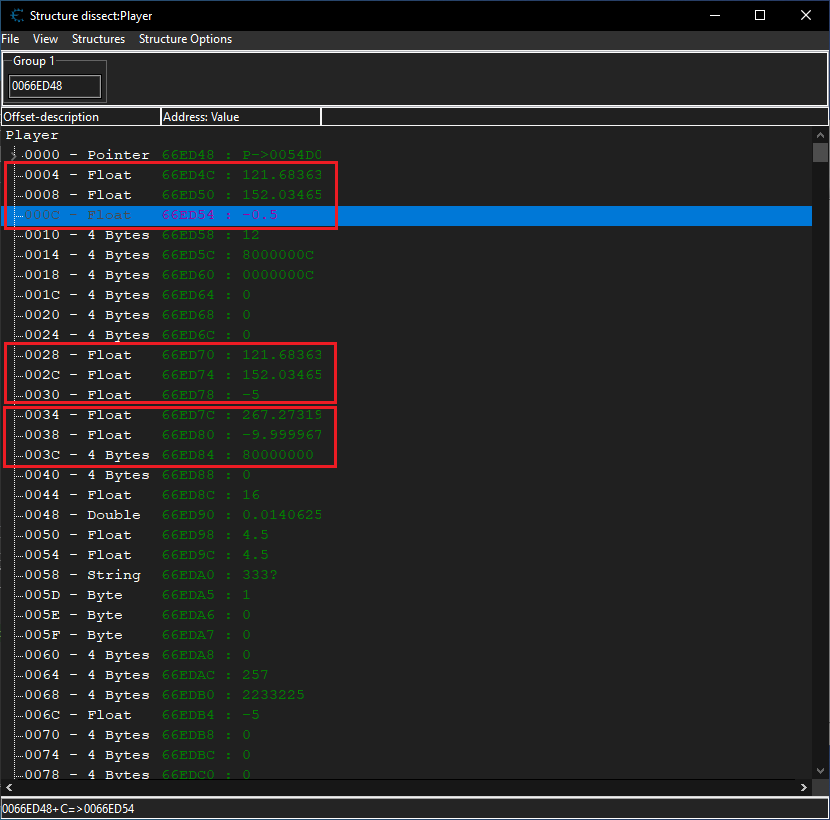 Structure dissect:Player
File View Structures Structure Options
Group 1
0066ED48
Offset-description Address: Value
Player
0000 - Pointer 66ED48 : P->0054D0
0004 - Float 66ED4C : 121.68363
0008 - Float 66ED50 : 152.03465
000C - Float 66ED54 : -0.5
0010 - 4 Bytes 66ED58 : 12
0014 - 4 Bytes 66ED5C : 8000000C
0018 - 4 Bytes 66ED60 : 0000000C
001C - 4 Bytes 66ED64 : 0
0020 - 4 Bytes 66ED68 : 0
0024 - 4 Bytes 66ED6C : 0
0028 - Float 66ED70 : 121.68363
002C - Float 66ED74 : 152.03465
0030 - Float 66ED78 : -5
0034 - Float 66ED7C : 267.27319
0038 - Float 66ED80 : -9.999967
003C - 4 Bytes 66ED84 : 80000000
0040 - 4 Bytes 66ED88 : 0
0044 - Float 66ED8C : 16
0048 - Double 66ED90 : 0.0140625
0050 - Float 66ED98 : 4.5
0054 - Float 66ED9C : 4.5
0058 - String 66EDA0 : 333?
005D - Byte 66EDA5 : 1
005E - Byte 66EDA6 : 0
005F - Byte 66EDA7 : 0
0060 - 4 Bytes 66EDA8 : 0
0064 - 4 Bytes 66EDAC : 257
0068 - 4 Bytes 66EDB0 : 2233225
006C - Float 66EDB4 : -5
0070 - 4 Bytes 66EDB8 : 0
0074 - 4 Bytes 66EDBC : 0
0078 - 4 Bytes 66EDC0 : 0
0066ED48+C=>0066ED54